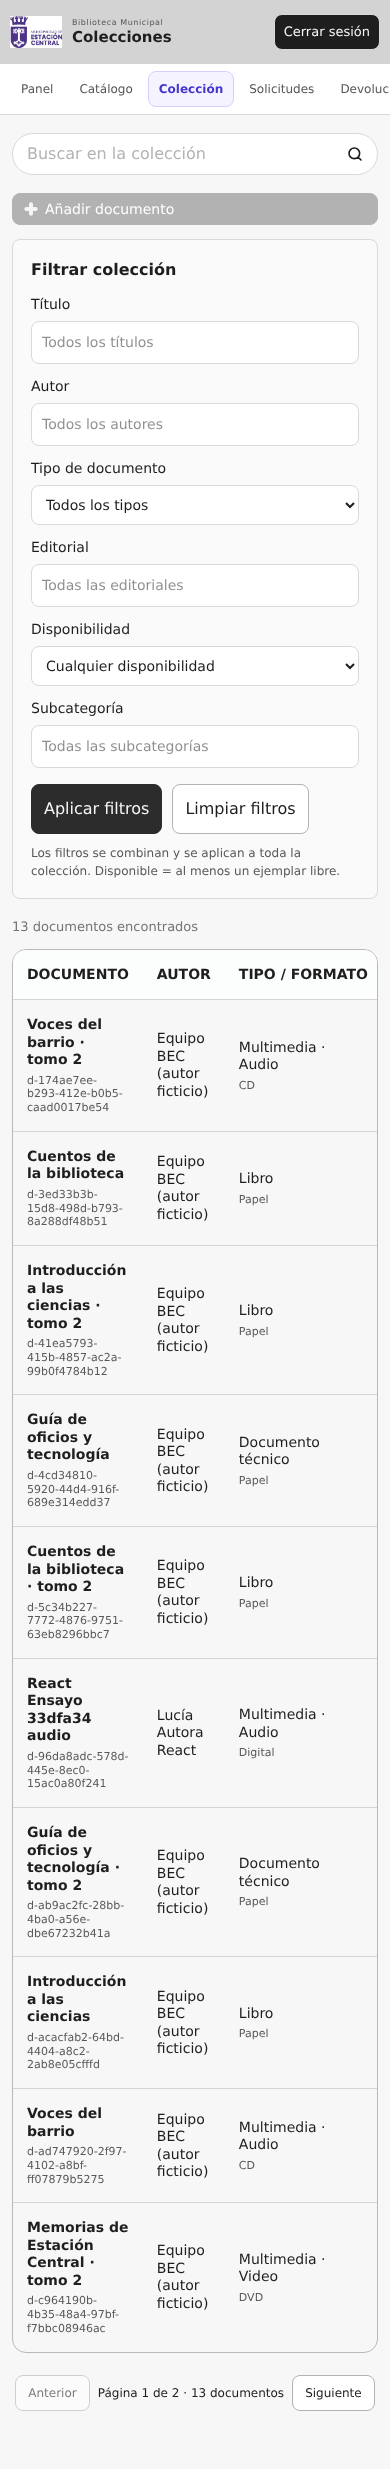 MUNICIPALIDAD
ESTACIÓN
CENTRAL
Biblioteca Municipal
Colecciones
Cerrar sesión
Panel Catálogo Colección Solicitudes Devoluc
Buscar en la colección
Añadir documento
Filtrar colección
Título
Todos los títulos
Autor
Todos los autores
Tipo de documento
Todos los tipos
Editorial
Todas las editoriales
Disponibilidad
Cualquier disponibilidad
Subcategoría
Todas las subcategorías
Aplicar filtros Limpiar filtros
Los filtros se combinan y se aplican a toda la
colección. Disponible = al menos un ejemplar libre.
13 documentos encontrados
DOCUMENTO AUTOR TIPO / FORMATO
Voces del
barrio ·
tomo 2
d-174ae7ee-
b293-412e-b0b5-
caad0017be54
Equipo
BEC
(autor
ficticio)
Multimedia ·
Audio
CD
Cuentos de
la biblioteca
d-3ed33b3b-
15d8-498d-b793-
8a288df48b51
Equipo
BEC
(autor
ficticio)
Libro
Papel
Introducción
a las
ciencias ·
tomo 2
d-41ea5793-
415b-4857-ac2a-
99b0f4784b12
Equipo
BEC
(autor
ficticio)
Libro
Papel
Guía de
oficios y
tecnología
d-4cd34810-
5920-44d4-916f-
689e314edd37
Equipo
BEC
(autor
ficticio)
Documento
técnico
Papel
Cuentos de
la biblioteca
· tomo 2
d-5c34b227-
7772-4876-9751-
63eb8296bbc7
Equipo
BEC
(autor
ficticio)
Libro
Papel
React
Ensayo
33dfa34
audio
d-96da8adc-578d-
445e-8ec0-
15ac0a80f241
Lucía
Autora
React
Multimedia ·
Audio
Digital
Guía de
oficios y
tecnología ·
tomo 2
d-ab9ac2fc-28bb-
4ba0-a56e-
dbe67232b41a
Equipo
BEC
(autor
ficticio)
Documento
técnico
Papel
Introducción
a las
ciencias
d-acacfab2-64bd-
4404-a8c2-
2ab8e05cfffd
Equipo
BEC
(autor
ficticio)
Libro
Papel
Voces del
barrio
d-ad747920-2f97-
4102-a8bf-
ff07879b5275
Equipo
BEC
(autor
ficticio)
Multimedia ·
Audio
CD
Memorias de
Estación
Central ·
tomo 2
d-c964190b-
4b35-48a4-97bf-
f7bbc08946ac
Equipo
BEC
(autor
ficticio)
Multimedia ·
Video
DVD
Anterior Página 1 de 2 · 13 documentos Siguiente